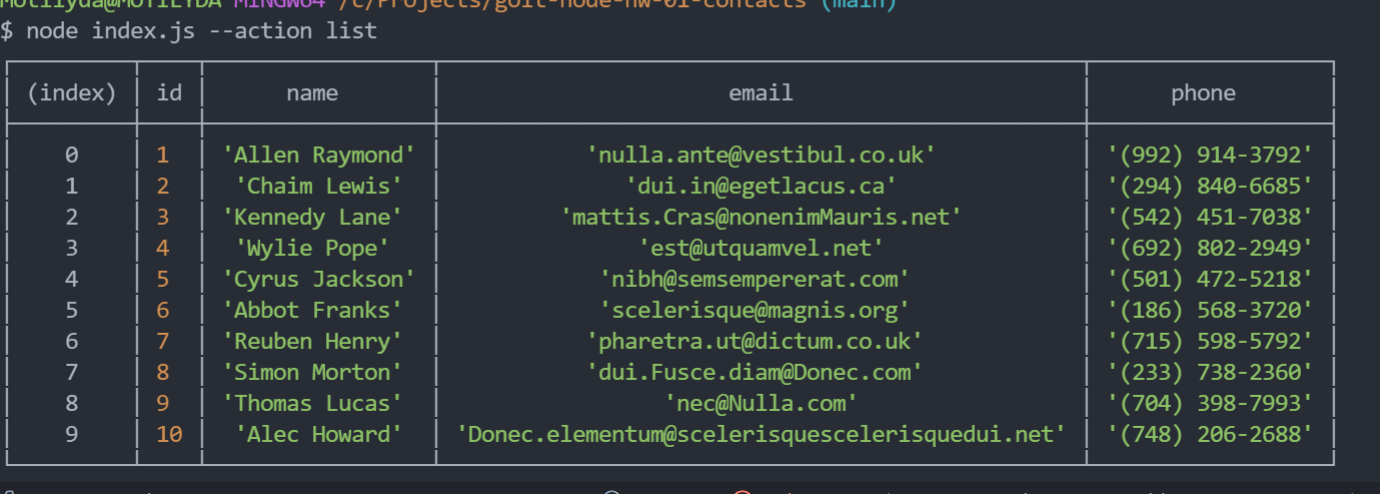 Motilyda@MOTILYDA MINGW64 /c/Projects/goit-node-hw-01-contacts (main)
$ node index.js --action list
(index) id name email phone
0 1 'Allen Raymond' 'nulla.ante@vestibul.co.uk' '(992) 914-3792'
1 2 'Chaim Lewis' 'dui.in@egetlacus.ca' '(294) 840-6685'
2 3 'Kennedy Lane' 'mattis.Cras@nonenimMauris.net' '(542) 451-7038'
3 4 'Wylie Pope' 'est@utquamvel.net' '(692) 802-2949'
4 5 'Cyrus Jackson' 'nibh@semsempererat.com' '(501) 472-5218'
5 6 'Abbot Franks' 'scelerisque@magnis.org' '(186) 568-3720'
6 7 'Reuben Henry' 'pharetra.ut@dictum.co.uk' '(715) 598-5792'
7 8 'Simon Morton' 'dui.Fusce.diam@Donec.com' '(233) 738-2360'
8 9 'Thomas Lucas' 'nec@Nulla.com' '(704) 398-7993'
9 10 'Alec Howard' 'Donec.elementum@scelerisquescelerisquedui.net' '(748) 206-2688'